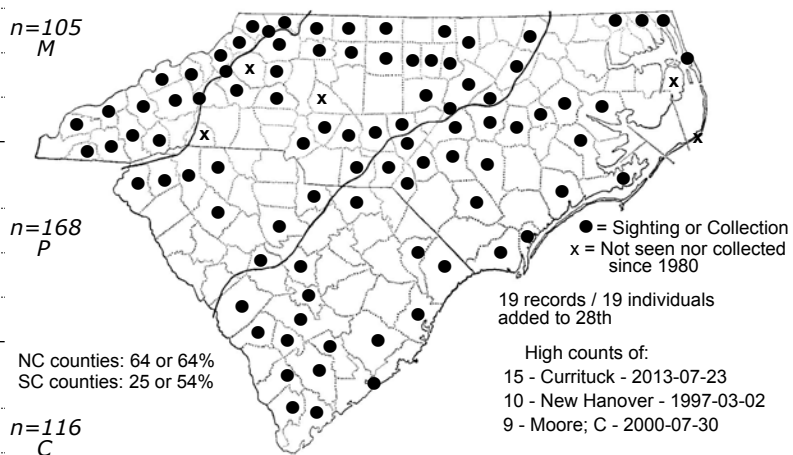 n=105
M
n=168
P
n=116
C
x
x
x
x
x
● = Sighting or Collection
x = Not seen nor collected
since 1980
19 records / 19 individuals
added to 28th
High counts of:
15 - Currituck - 2013-07-23
10 - New Hanover - 1997-03-02
9 - Moore; C - 2000-07-30
NC counties: 64 or 64%
SC counties: 25 or 54%